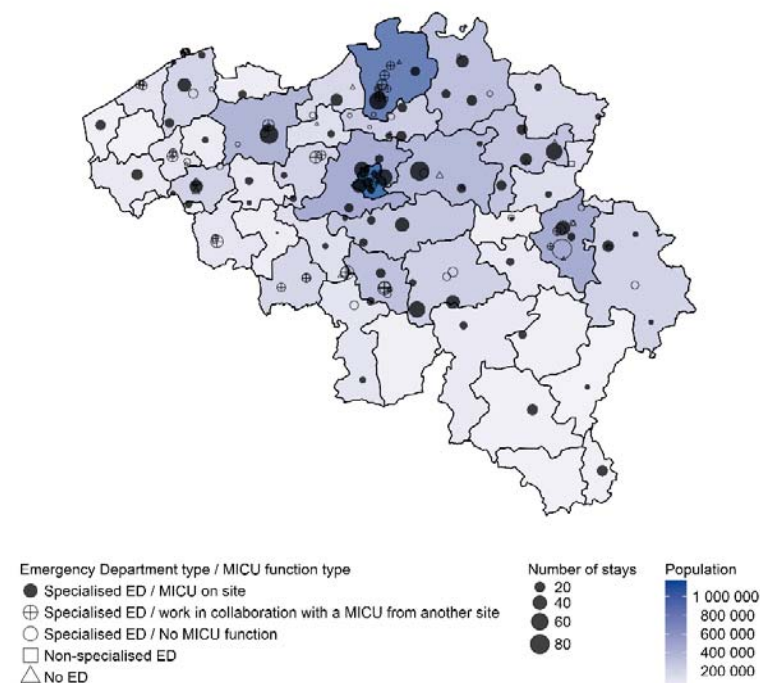 Emergency Department type / MICU function type
Specialised ED / MICU on site
Specialised ED / work in collaboration with a MICU from another site
Specialised ED / No MICU function
Non-specialised ED
No ED
Number of stays
20
40
60
80
Population
1 000 000
800 000
600 000
400 000
200 000